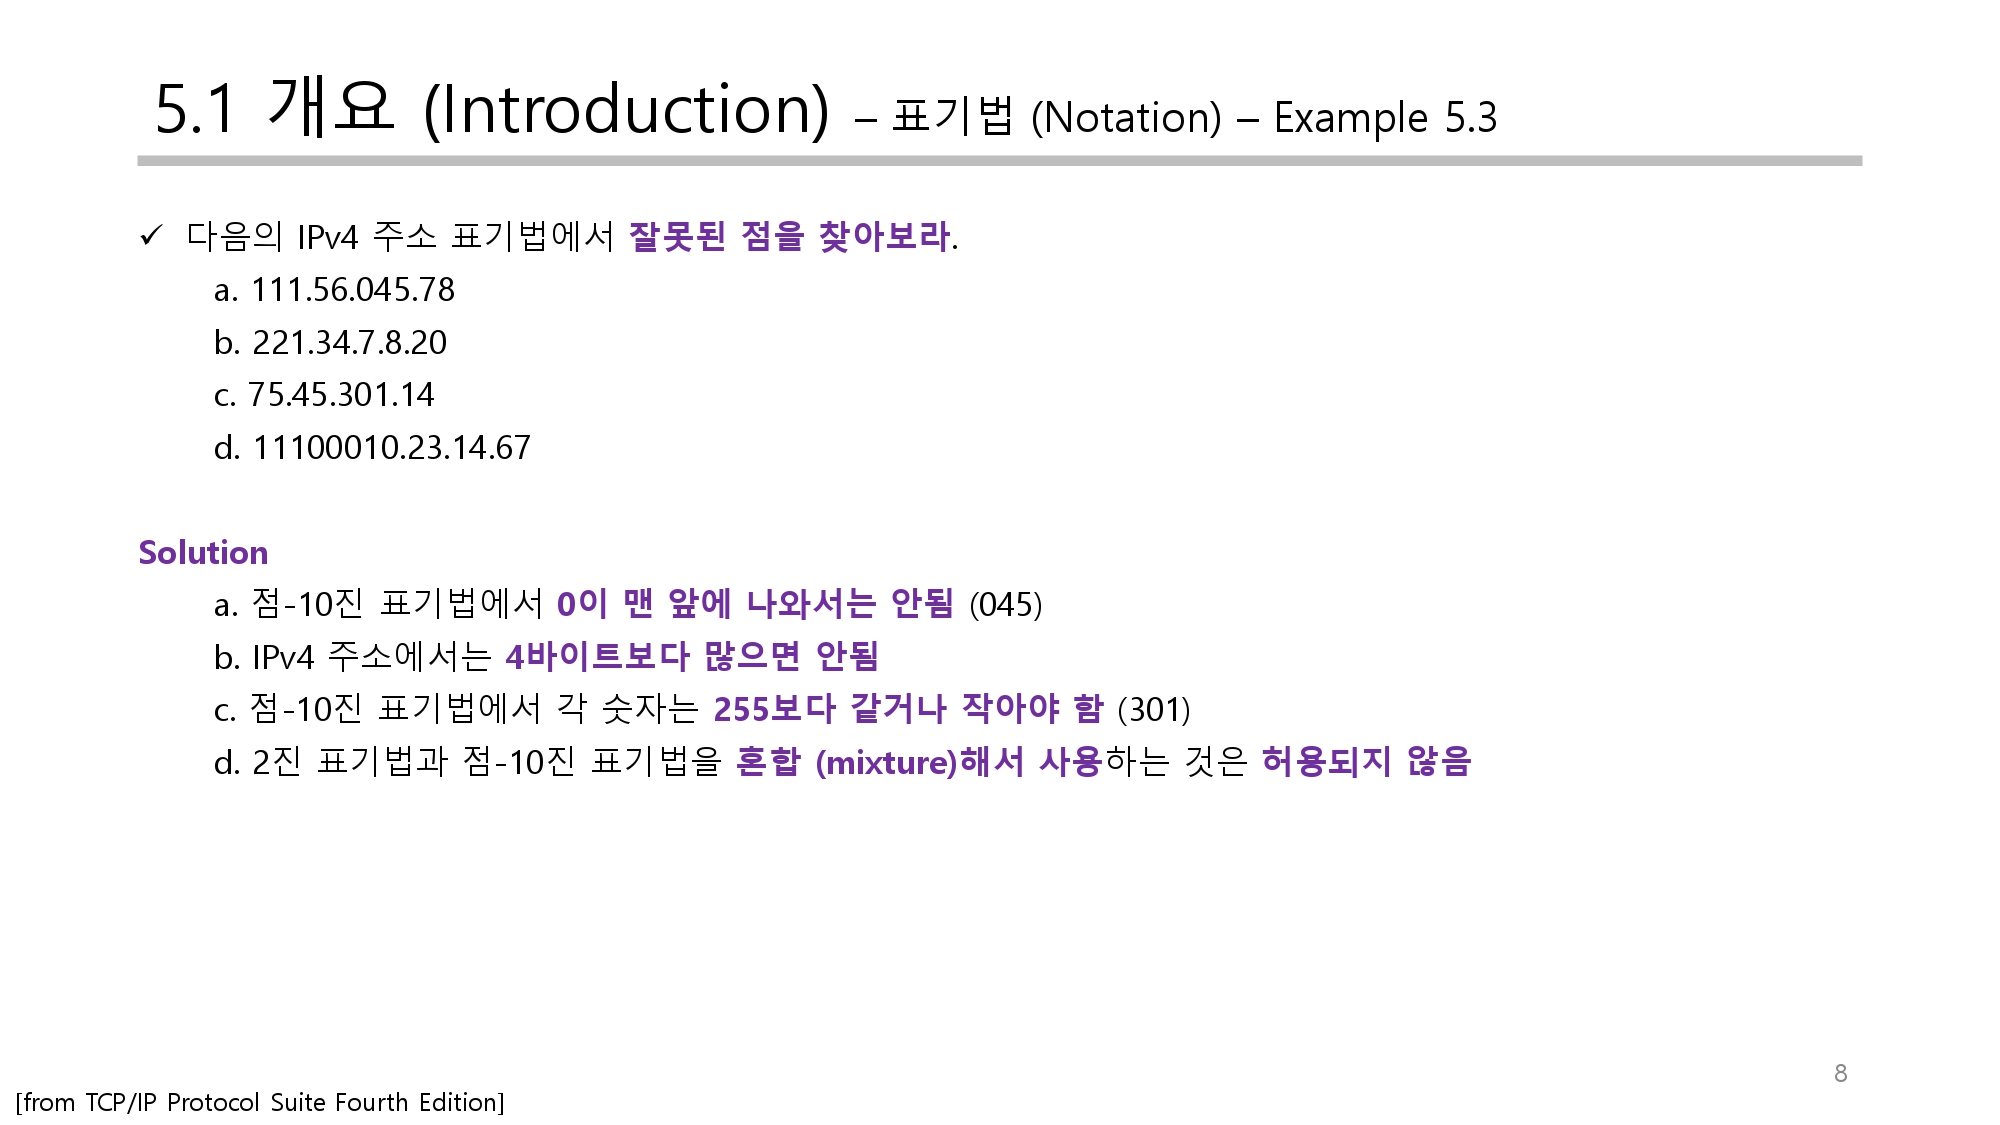 5.1 개요 (Introduction) – 표기법 (Notation) – Example 5.3
✓ 다음의 IPv4 주소 표기법에서 잘못된 점을 찾아보라.
a. 111.56.045.78
b. 221.34.7.8.20
c. 75.45.301.14
d. 11100010.23.14.67
Solution
a. 점-10진 표기법에서 0이 맨 앞에 나와서는 안됨 (045)
b. IPv4 주소에서는 4바이트보다 많으면 안됨
c. 점-10진 표기법에서 각 숫자는 255보다 같거나 작아야 함 (301)
d. 2진 표기법과 점-10진 표기법을 혼합 (mixture)해서 사용하는 것은 허용되지 않음
8
[from TCP/IP Protocol Suite Fourth Edition]